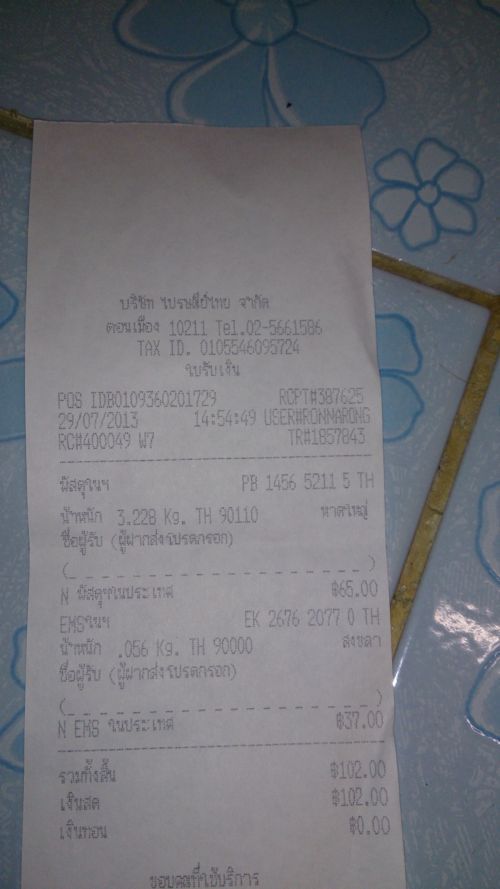 บริษัท ไปรษณีย์ไทย จำกัด
ดอนเมือง 10211 Tel.02-5661586
TAX ID. 0105546095724
ใบรับเงิน
POS IDB0109360201729 RCPT#387625
29/07/2013 14:54:49 USER#RONNARONG
RC#400049 W7 TR#1857843
พัสดุในฯ PB 1456 5211 5 TH
น้ำหนัก 3.228 Kg. TH 90110 หาดใหญ่
ชื่อผู้รับ (ผู้ฝากส่งโปรดกรอก)
(_ _ _ _ _ _ _ _ _ _ _ _ _ _ _ _ _ _ _ _)
N พัสดุฯในประเทศ ฿65.00
EMSในฯ EK 2676 2077 0 TH
น้ำหนัก .056 Kg. TH 90000 สงขลา
ชื่อผู้รับ (ผู้ฝากส่งโปรดกรอก)
(_ _ _ _ _ _ _ _ _ _ _ _ _ _ _ _ _ _ _ _)
N EMS ในประเทศ ฿37.00
รวมทั้งสิ้น ฿102.00
เงินสด ฿102.00
เงินทอน ฿0.00
ขอบคุณที่ใช้บริการ